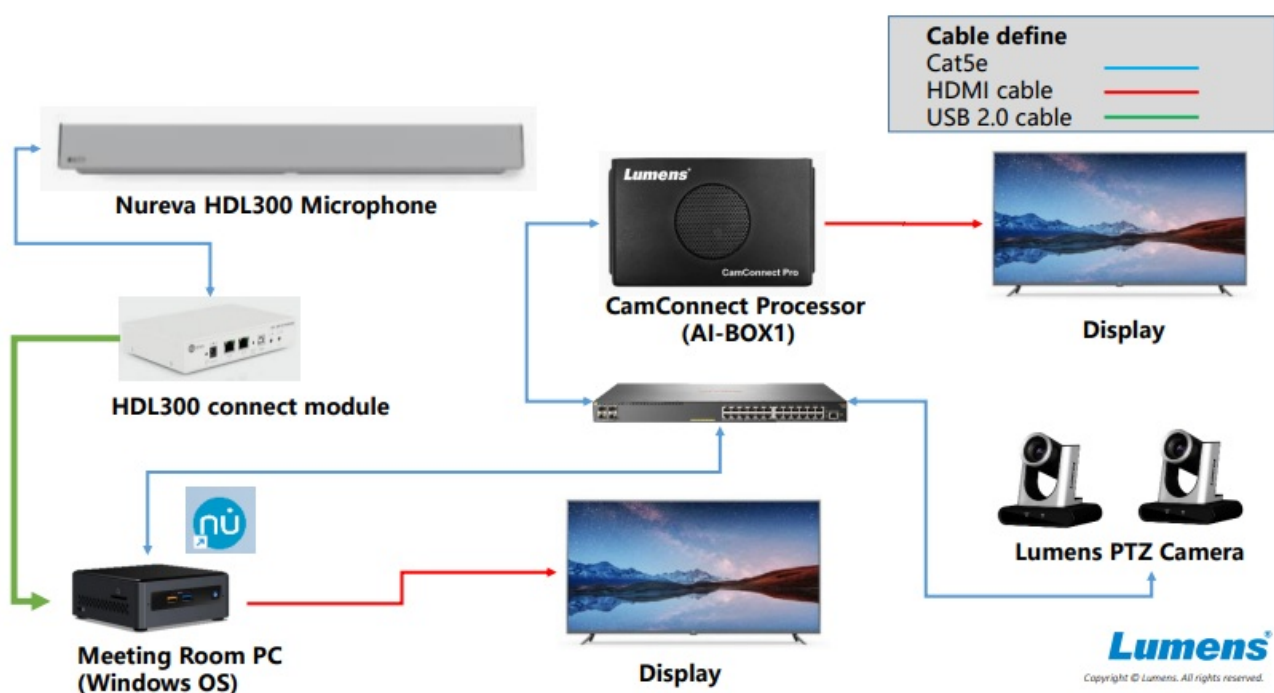 Cable define
Cat5e
HDMI cable
USB 2.0 cable
Nureva HDL300 Microphone
Lumens®
CamConnect Pro
CamConnect Processor
(AI-BOX1)
Display
HDL300 connect module
nu
Lumens PTZ Camera
Meeting Room PC
(Windows OS)
Display
Lumens®
Copyright © Lumens. All rights reserved.